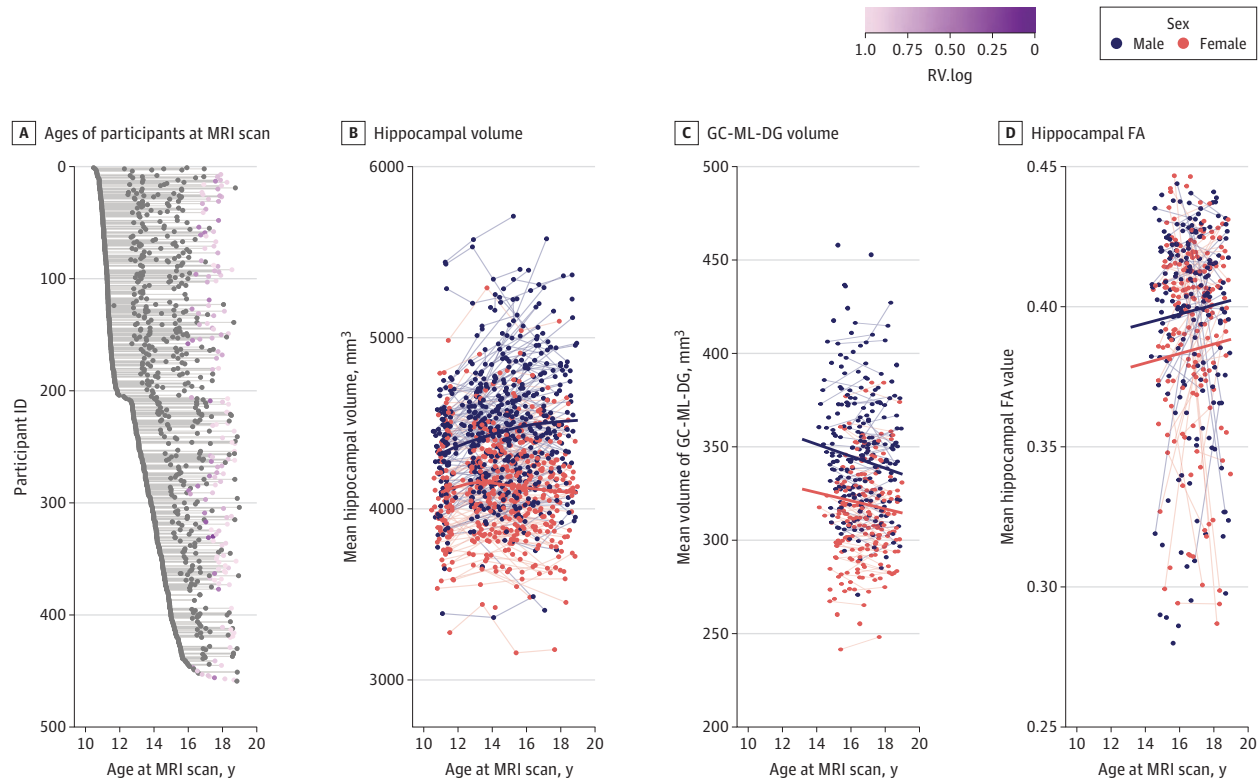 1.0 0.75 0.50 0.25 0
RV.log
Sex
Male Female
A Ages of participants at MRI scan
0
100
200
300
400
500
Participant ID
10 12 14 16 18 20
Age at MRI scan, y
B Hippocampal volume
6000
5000
4000
3000
Mean hippocampal volume, mm³
10 12 14 16 18 20
Age at MRI scan, y
C GC-ML-DG volume
500
450
400
350
300
250
200
Mean volume of GC-ML-DG, mm³
10 12 14 16 18 20
Age at MRI scan, y
D Hippocampal FA
0.45
0.40
0.35
0.30
0.25
Mean hippocampal FA value
10 12 14 16 18 20
Age at MRI scan, y